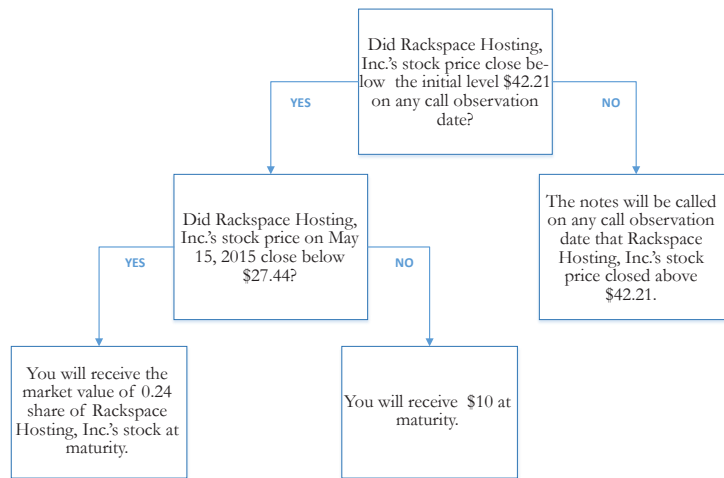 Did Rackspace Hosting,
Inc.'s stock price close be-
low  the initial level $42.21
on any call observation
date?
YES
NO
Did Rackspace Hosting,
Inc.'s stock price on May
15, 2015 close below
$27.44?
The notes will be called
on any call observation
date that Rackspace
Hosting, Inc.'s stock
price closed above
$42.21.
YES
NO
You will receive the
market value of 0.24
share of Rackspace
Hosting, Inc.'s stock at
maturity.
You will receive  $10 at
maturity.